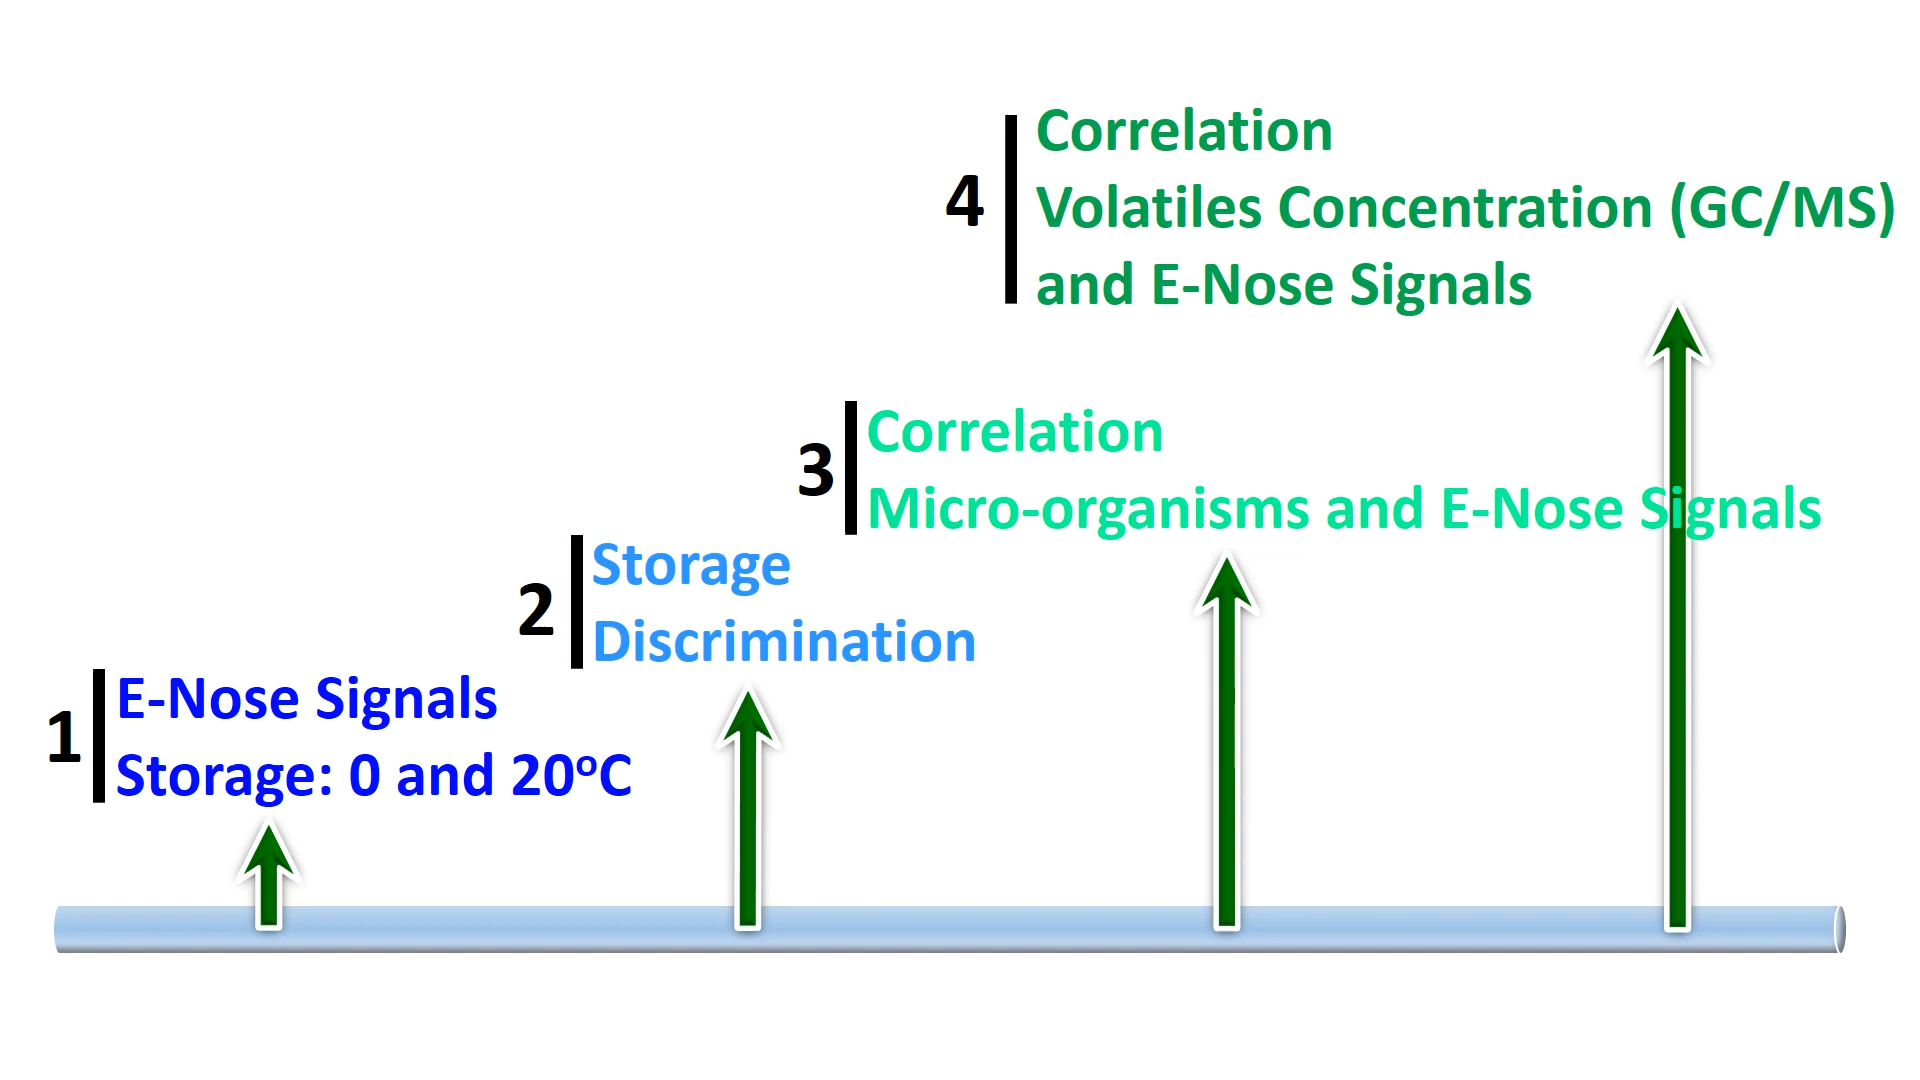 1
E-Nose Signals
Storage: 0 and 20ºC
2
Storage
Discrimination
3
Correlation
Micro-organisms and E-Nose Signals
4
Correlation
Volatiles Concentration (GC/MS)
and E-Nose Signals